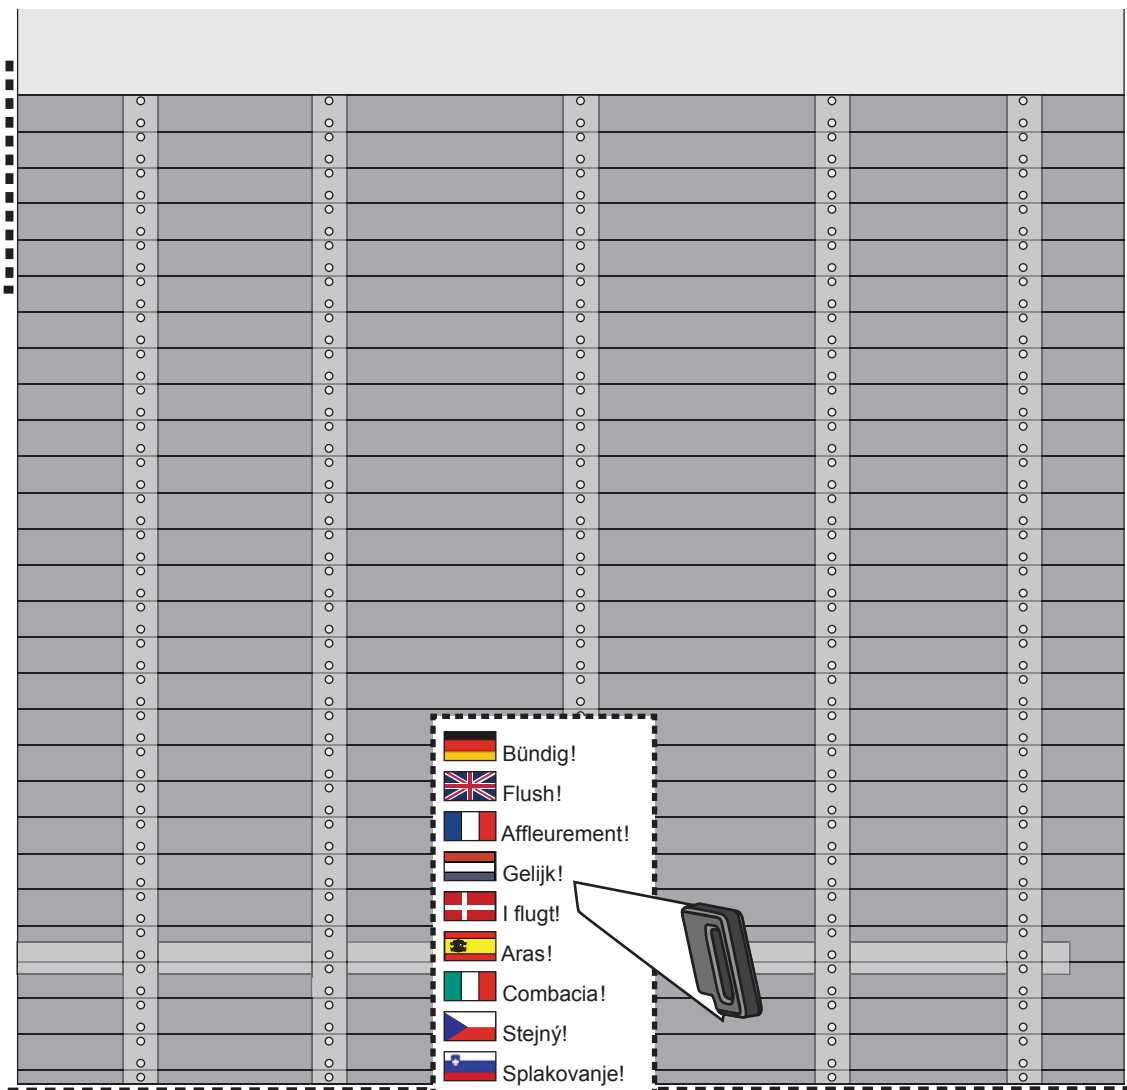 Bündig!
Flush!
Affleurement!
Gelijk!
I flugt!
Aras!
Combacia!
Stejný!
Splakovanje!